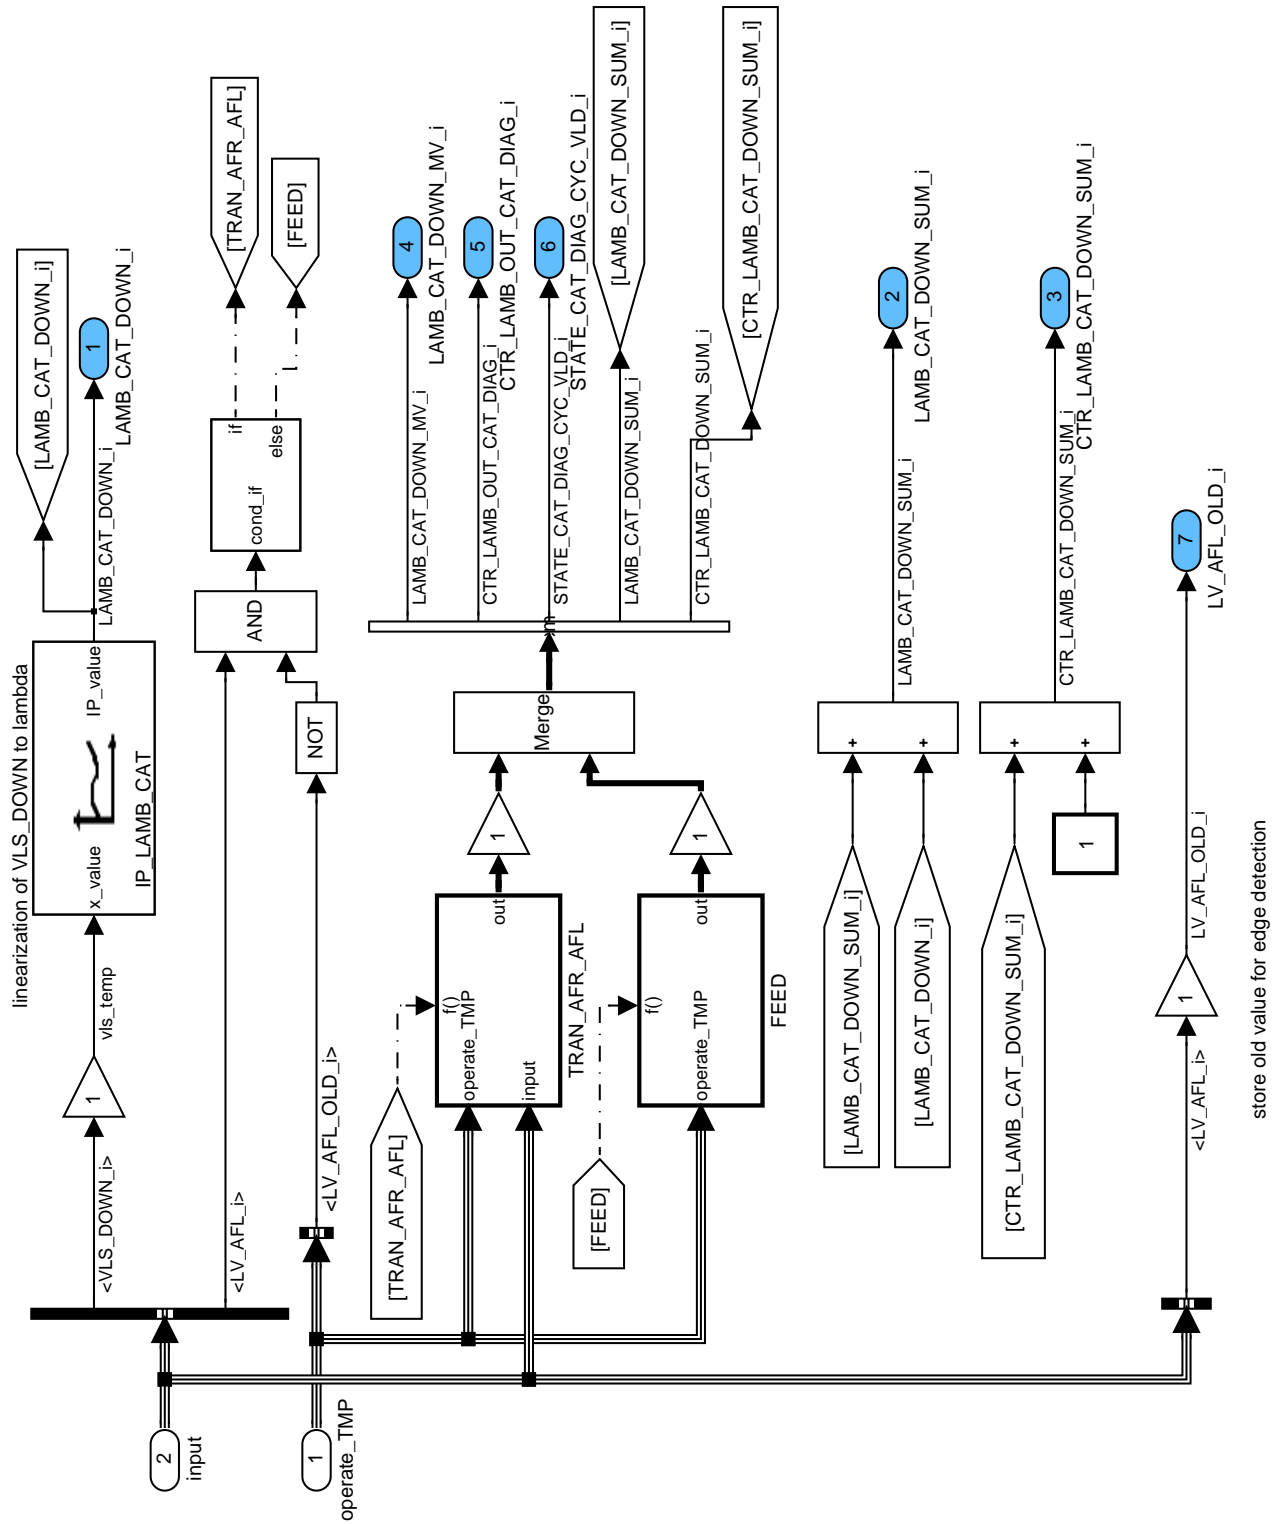 linearization of VLS_DOWN to lambda
[LAMB_CAT_DOWN_i]
2
input
<VLS_DOWN_i>
1
vls_temp
x_value
IP_value
IP_LAMB_CAT
LAMB_CAT_DOWN_i
1
LAMB_CAT_DOWN_i
<LV_AFL_i>
AND
cond_if
if
else
[TRAN_AFR_AFL]
[FEED]
1
operate_TMP
<LV_AFL_OLD_i>
NOT
[TRAN_AFR_AFL]
f()
operate_TMP
input
out
TRAN_AFR_AFL
1
[FEED]
f()
operate_TMP
out
FEED
1
Merge
m
LAMB_CAT_DOWN_MV_i
4
LAMB_CAT_DOWN_MV_i
CTR_LAMB_OUT_CAT_DIAG_i
5
CTR_LAMB_OUT_CAT_DIAG_i
STATE_CAT_DIAG_CYC_VLD_i
6
STATE_CAT_DIAG_CYC_VLD_i
LAMB_CAT_DOWN_SUM_i
[LAMB_CAT_DOWN_SUM_i]
CTR_LAMB_CAT_DOWN_SUM_i
[CTR_LAMB_CAT_DOWN_SUM_i]
[LAMB_CAT_DOWN_SUM_i]
[LAMB_CAT_DOWN_i]
+
+
LAMB_CAT_DOWN_SUM_i
2
LAMB_CAT_DOWN_SUM_i
[CTR_LAMB_CAT_DOWN_SUM_i]
1
+
+
CTR_LAMB_CAT_DOWN_SUM_i
3
CTR_LAMB_CAT_DOWN_SUM_i
<LV_AFL_i>
1
LV_AFL_OLD_i
7
LV_AFL_OLD_i
store old value for edge detection